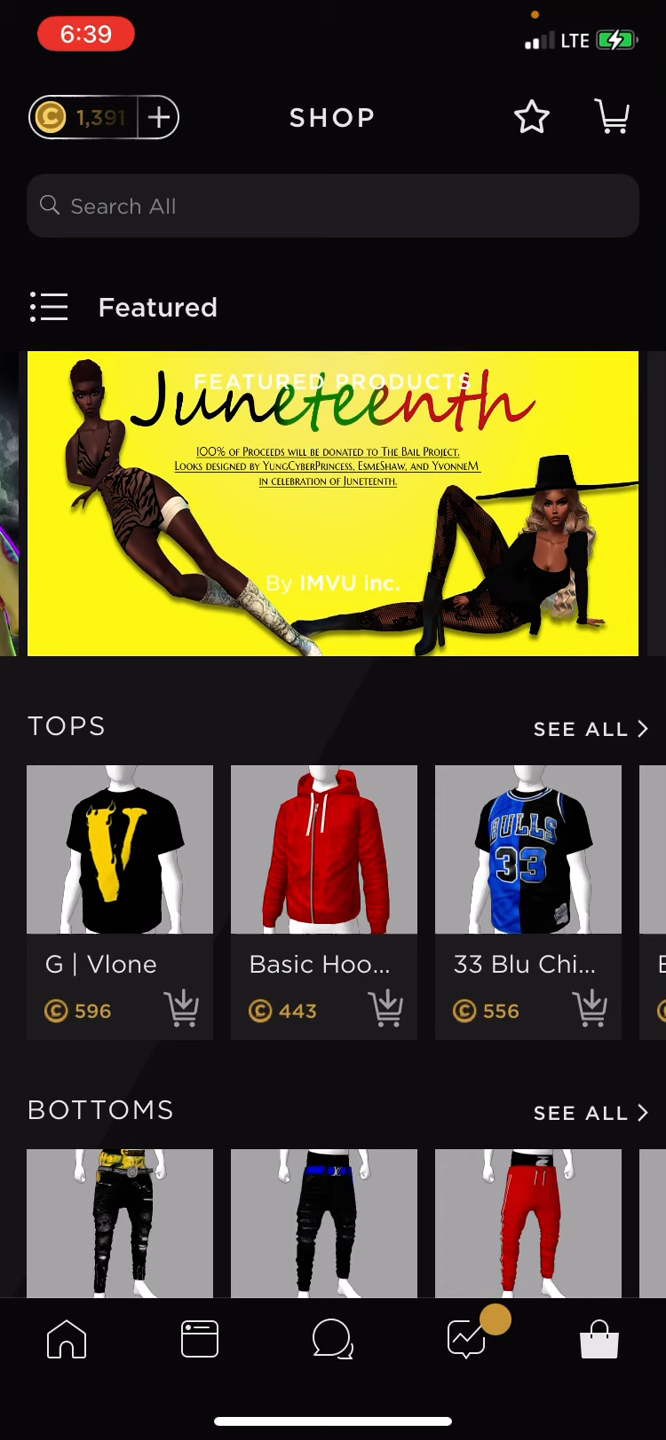 6:39
LTE
1,391
SHOP
Search All
Featured
FEATURED PRODUCTS
Juneteenth
100% of Proceeds will be donated to The Bail Project.
Looks designed by YungCyberPrincess, EsmeShaw, and YvonneM
in celebration of Juneteenth.
By IMVU Inc.
TOPS
SEE ALL
V
BULLS
33
G | Vlone
Basic Hoo...
33 Blu Chi...
596
443
556
BOTTOMS
SEE ALL